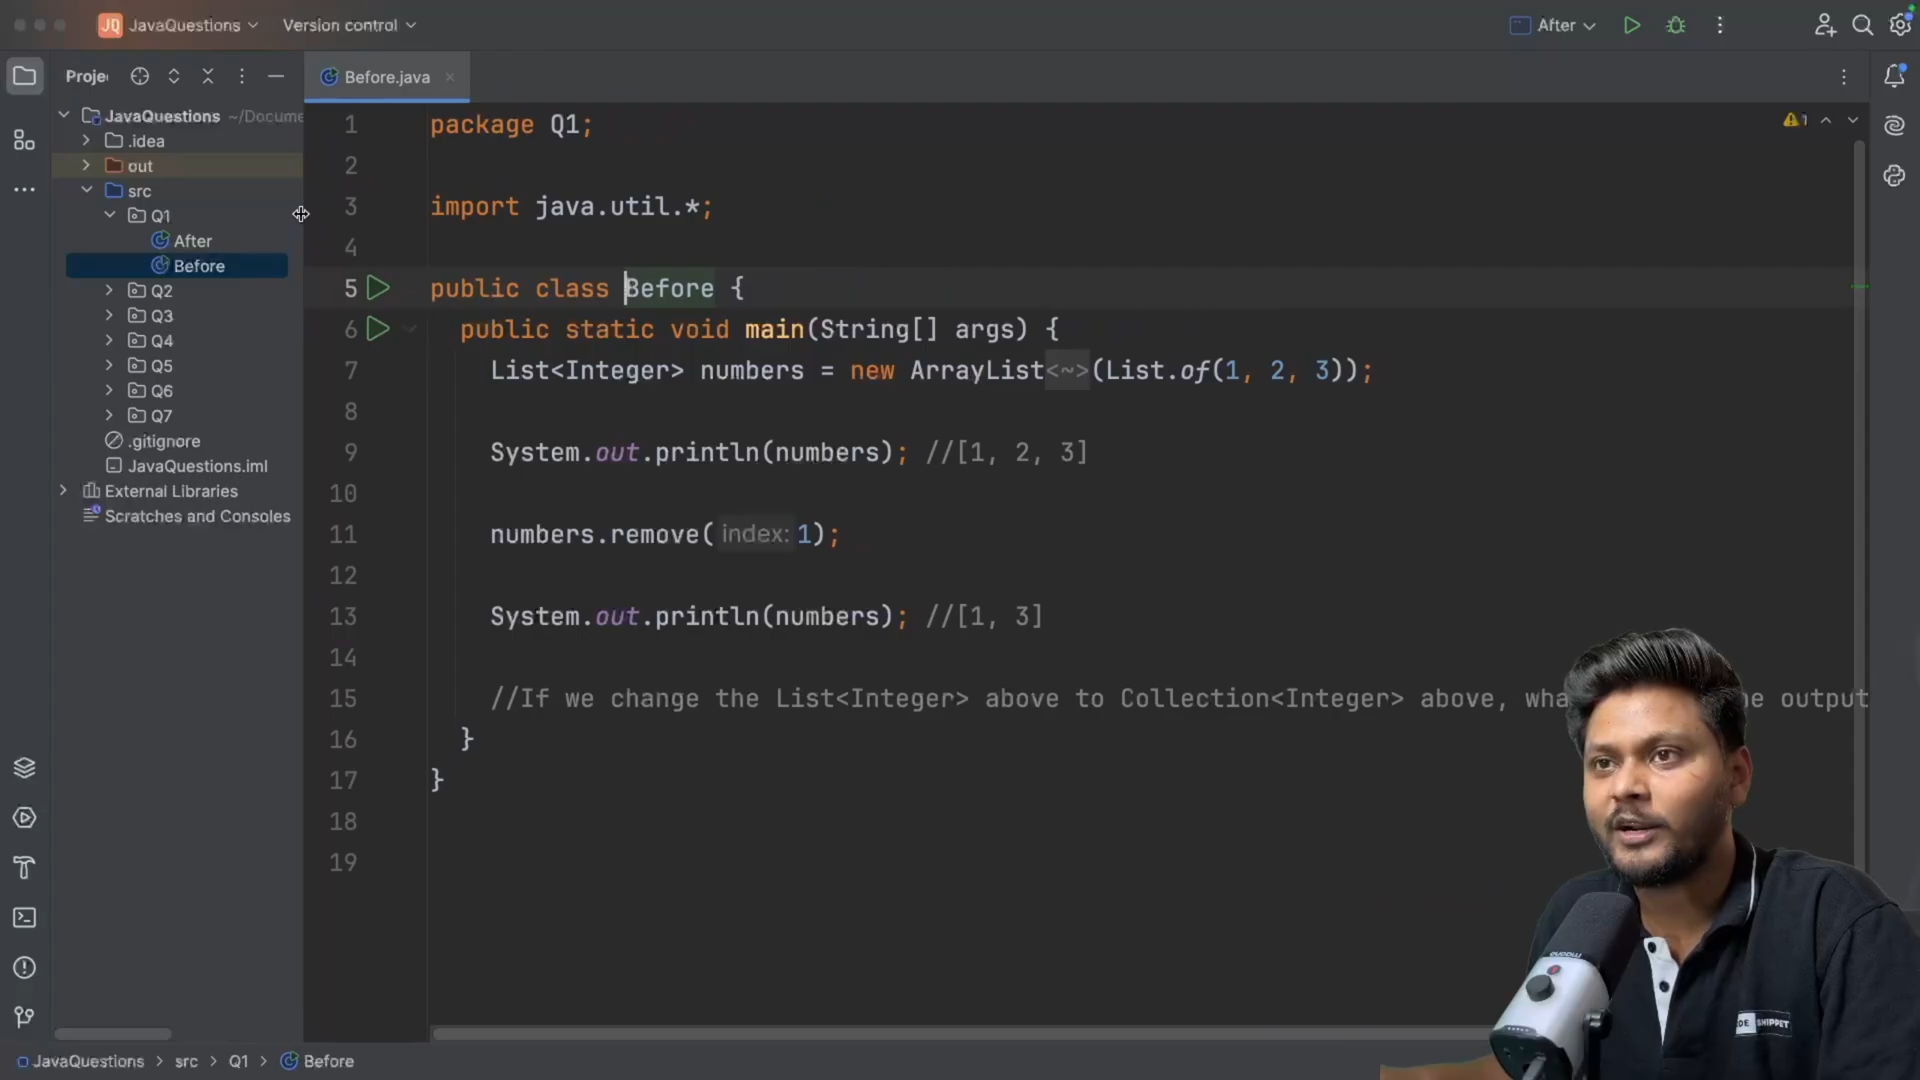 JQ JavaQuestions Version control After
Proje
Before.java
JavaQuestions ~/Docume
.idea
out
src
Q1
After
Before
Q2
Q3
Q4
Q5
Q6
Q7
.gitignore
JavaQuestions.iml
External Libraries
Scratches and Consoles
1 package Q1;
2
3 import java.util.*;
4
5 public class Before {
6 public static void main(String[] args) {
7 List<Integer> numbers = new ArrayList<~>(List.of(1, 2, 3));
8
9 System.out.println(numbers); //[1, 2, 3]
10
11 numbers.remove( index: 1);
12
13 System.out.println(numbers); //[1, 3]
14
15 //If we change the List<Integer> above to Collection<Integer> above, output
16 }
17 }
18
19
1
SHIPPET
JavaQuestions > src > Q1 > Before